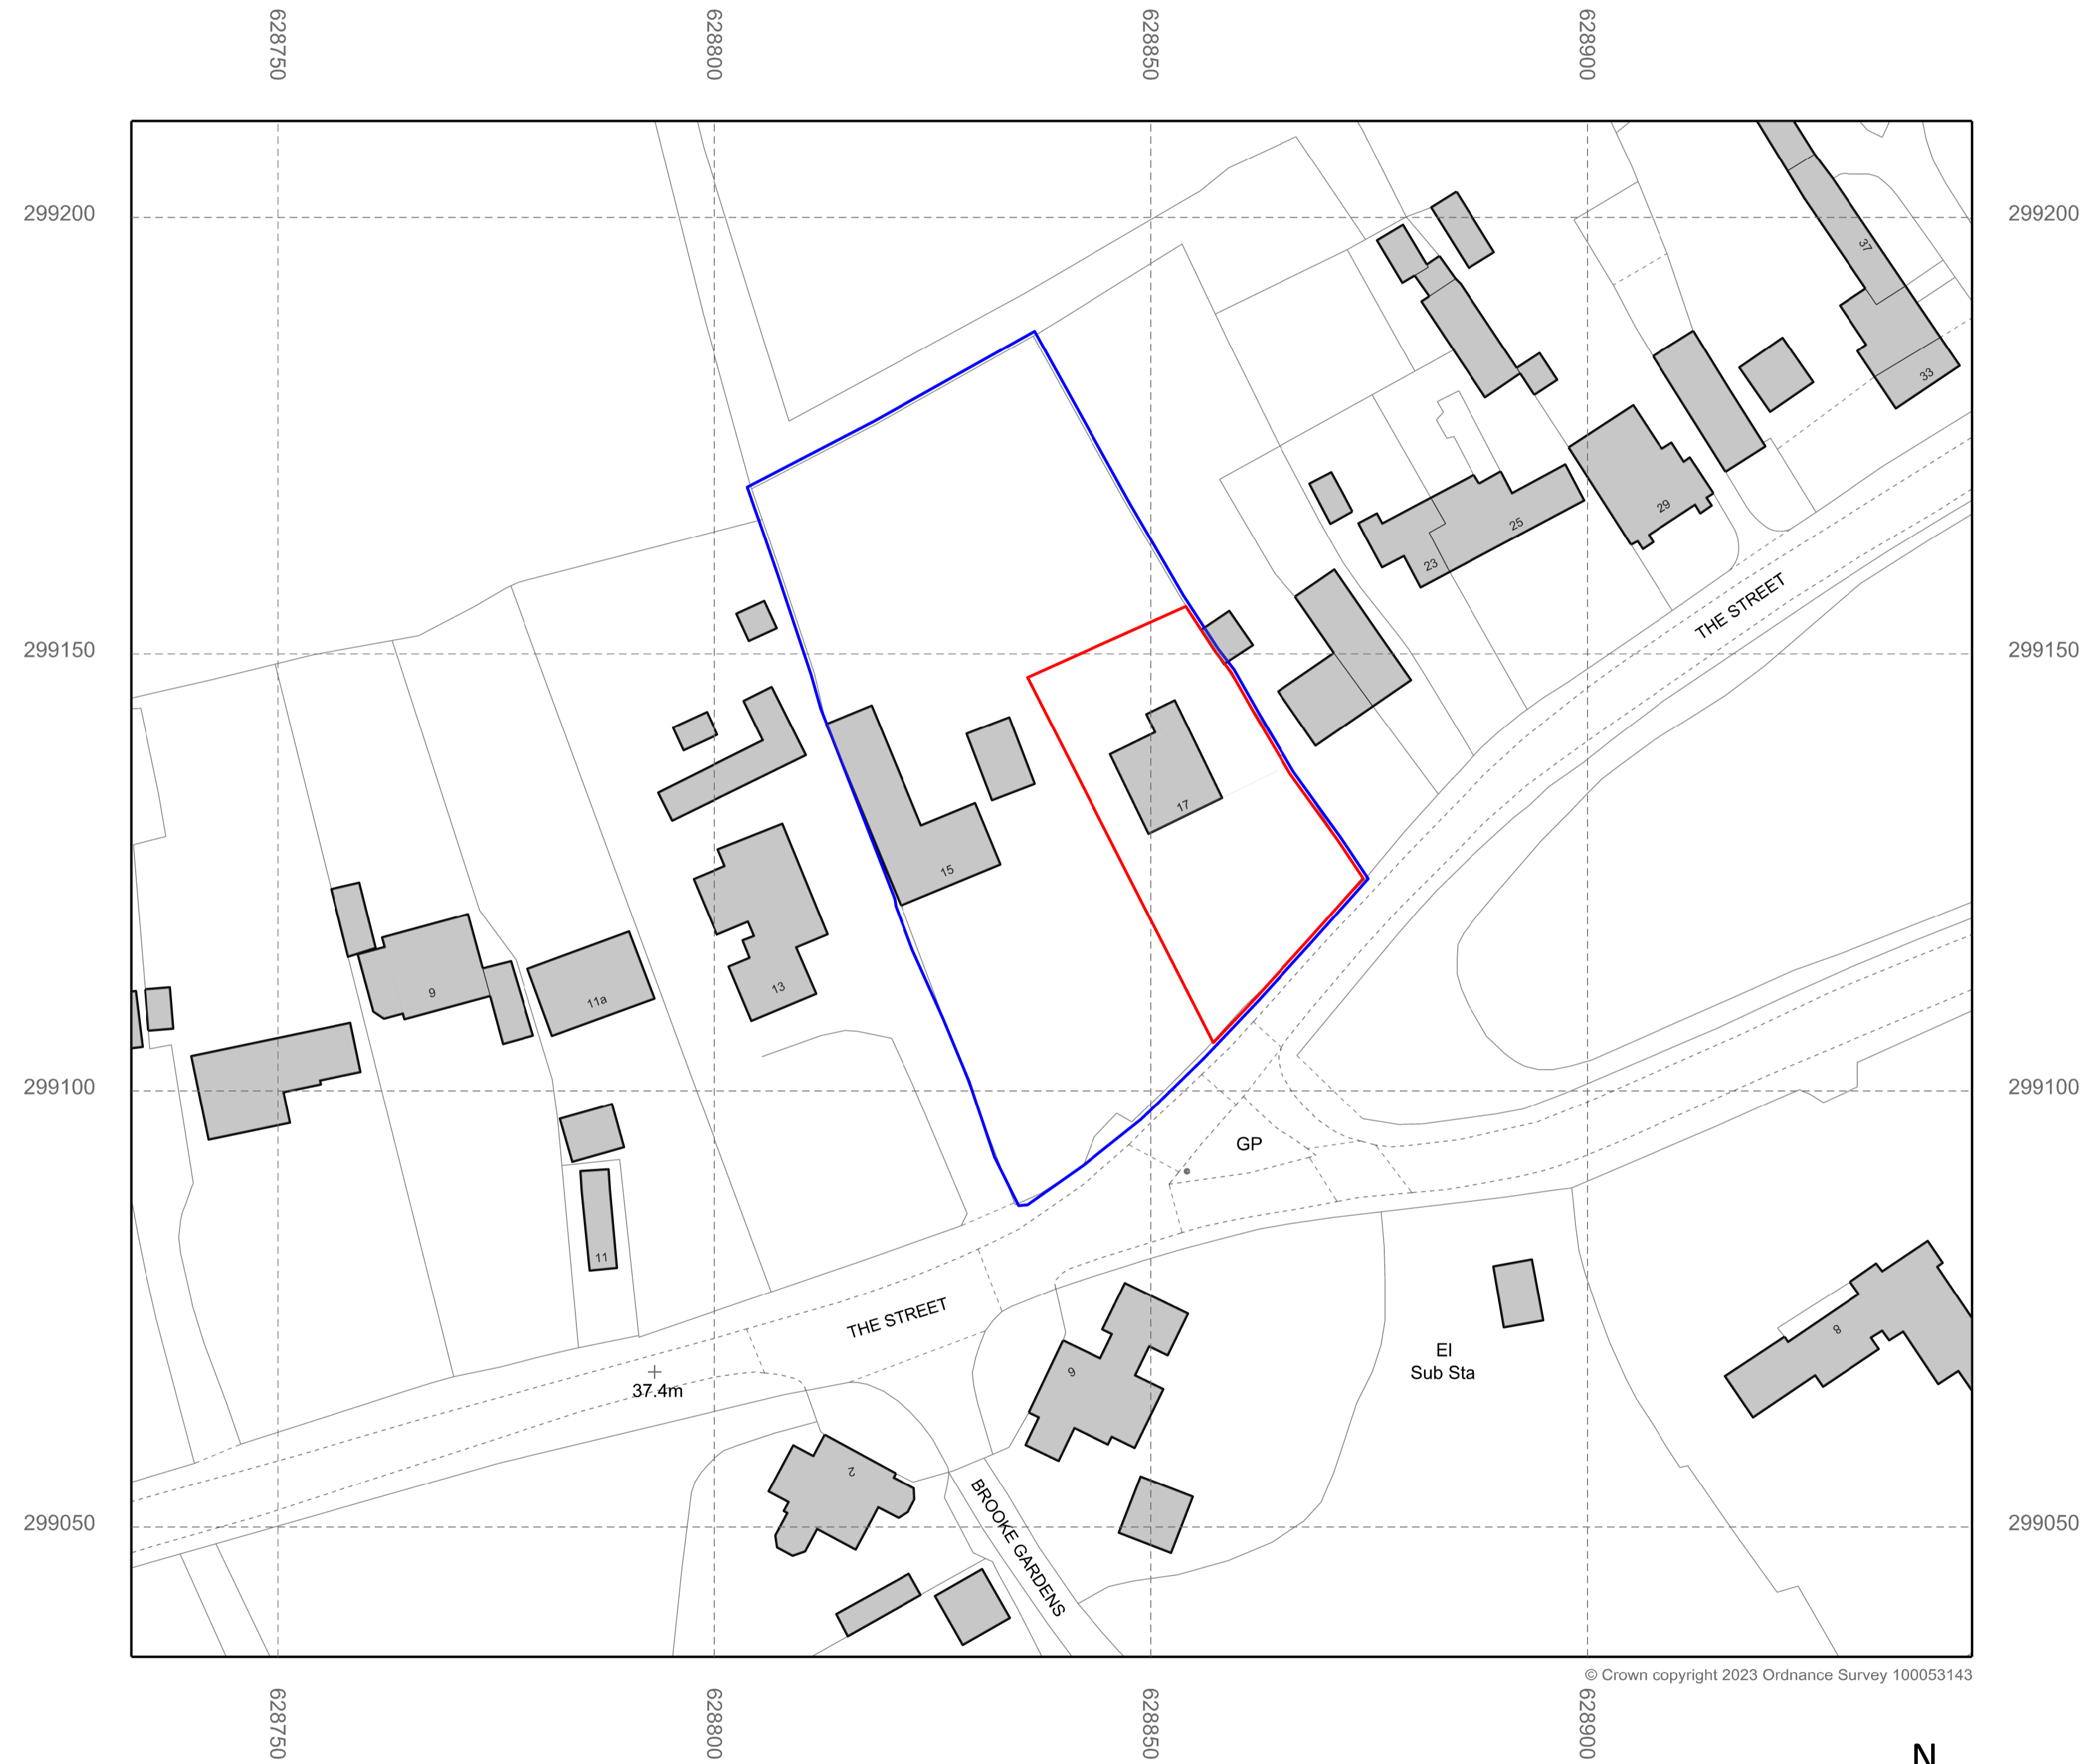 628750
628800
628850
628900
299200
299200
37
33
29
25
23
THE STREET
299150
299150
17
15
13
9
11a
299100
299100
GP
11
THE STREET
37.4m
9
El
Sub Sta
8
2
BROOKE GARDENS
299050
299050
© Crown copyright 2023 Ordnance Survey 100053143
628750
628800
628850
628900
N